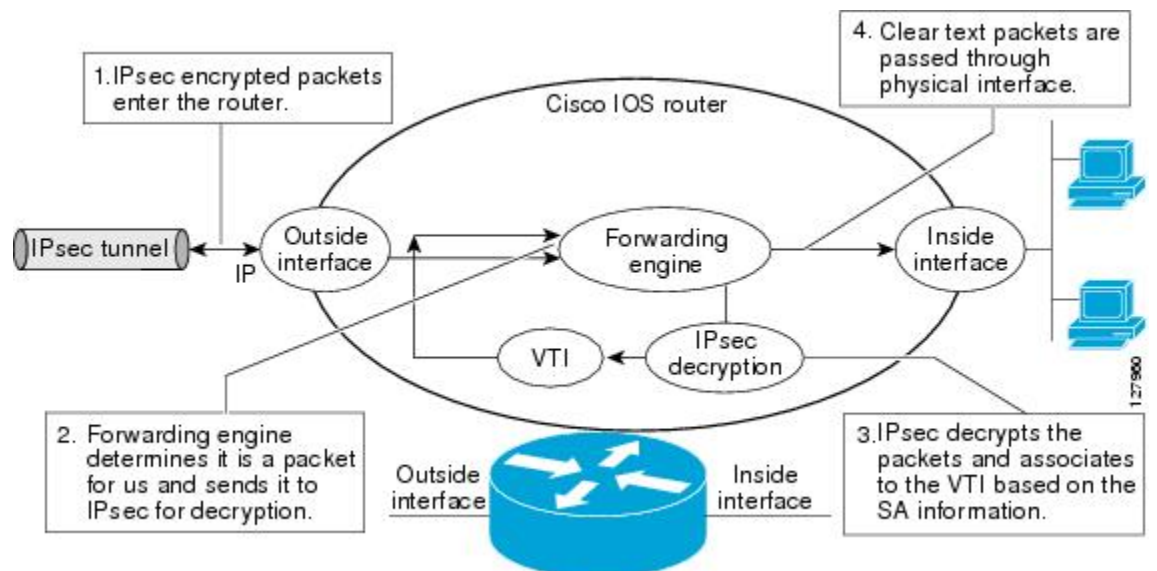 1. IPsec encrypted packets
enter the router.
4. Clear text packets are
passed through
physical interface.
Cisco IOS router
IPsec tunnel
IP
Outside
interface
Forwarding
engine
Inside
interface
VTI
IPsec
decryption
127960
2. Forwarding engine
determines it is a packet
for us and sends it to
IPsec for decryption.
Outside
interface
Inside
interface
3. IPsec decrypts the
packets and associates
to the VTI based on the
SA information.